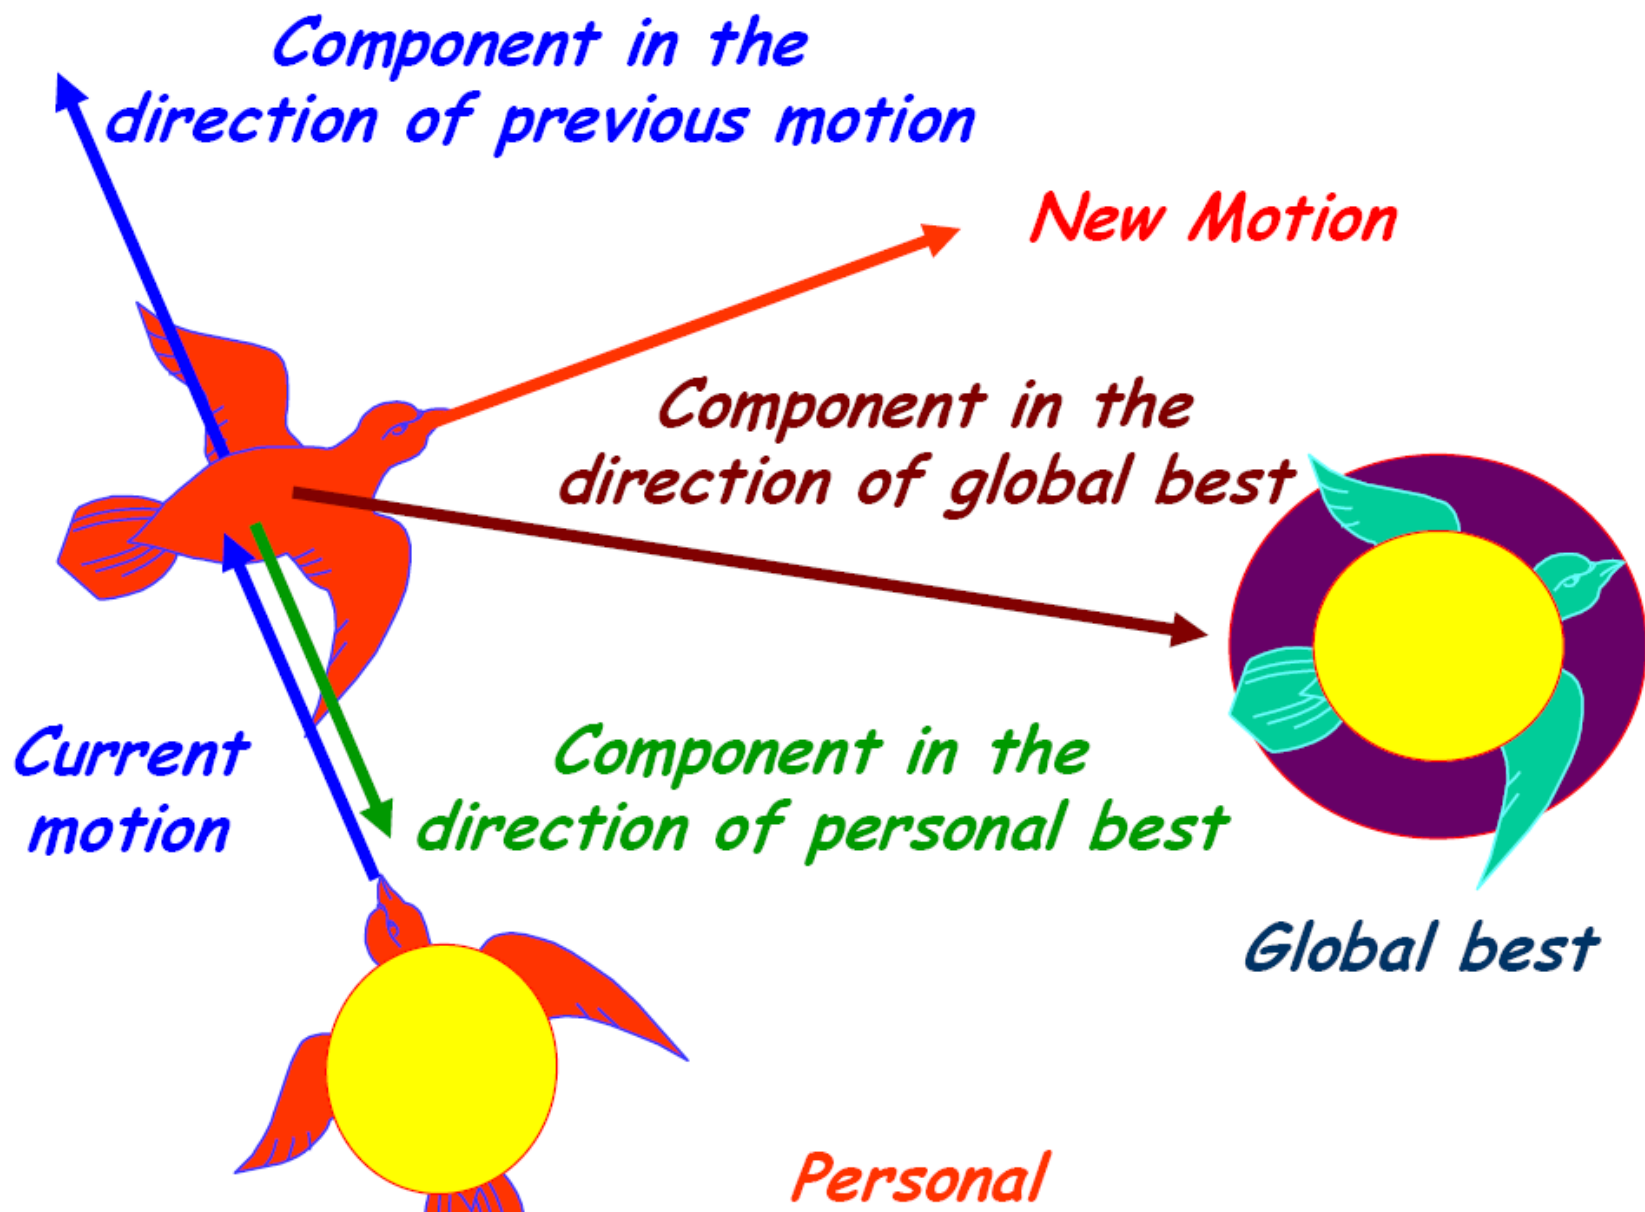 Component in the
direction of previous motion
New Motion
Component in the
direction of global best
Current
motion
Component in the
direction of personal best
Global best
Personal